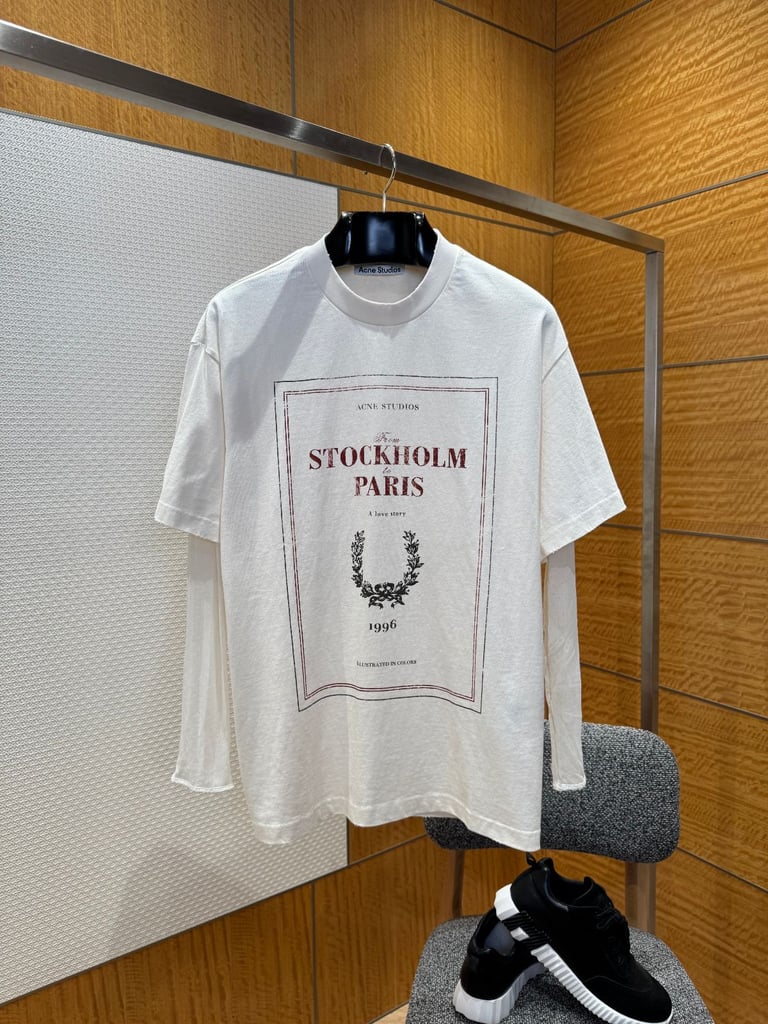 Acne Studios
ACNE STUDIOS
From
STOCKHOLM
to
PARIS
A love story
1996
ILLUSTRATED IN COLORS